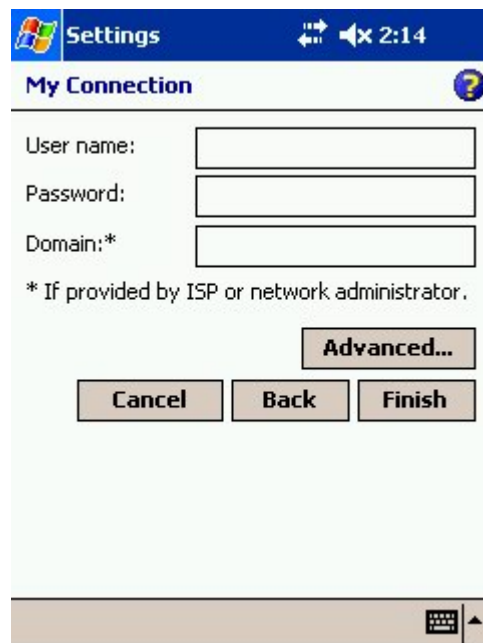 Settings 2:14
My Connection ?
User name:
Password:
Domain:*
* If provided by ISP or network administrator.
Advanced...
Cancel Back Finish